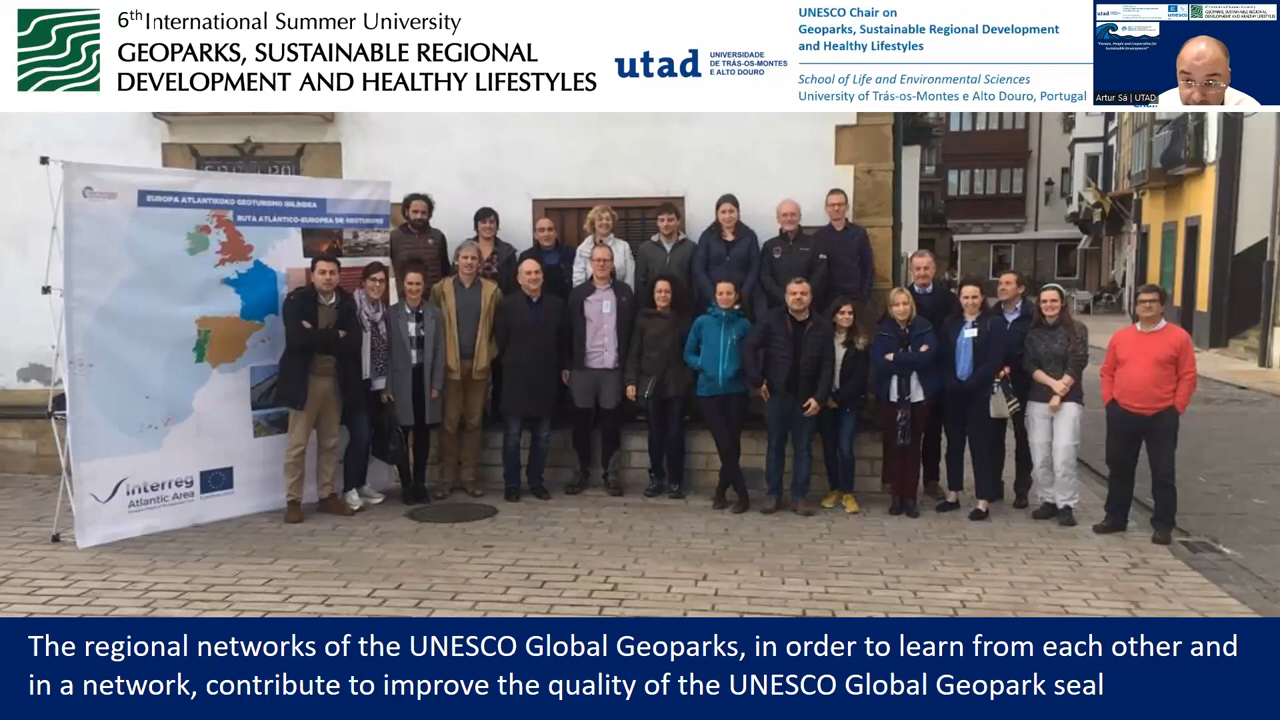 6th International Summer University
GEOPARKS, SUSTAINABLE REGIONAL
DEVELOPMENT AND HEALTHY LIFESTYLES
utad
UNIVERSIDADE
DE TRÁS-OS-MONTES
E ALTO DOURO
UNESCO Chair on
Geoparks, Sustainable Regional Development
and Healthy Lifestyles
School of Life and Environmental Sciences
University of Trás-os-Montes e Alto Douro, Portugal
Artur Sá | UTAD
EUROPA ATLANTIKOKO GEOTURISMO IBILBIDEA
RUTA ATLÁNTICO-EUROPEA DE GEOTURISMO
Interreg
Atlantic Area
The regional networks of the UNESCO Global Geoparks, in order to learn from each other and
in a network, contribute to improve the quality of the UNESCO Global Geopark seal